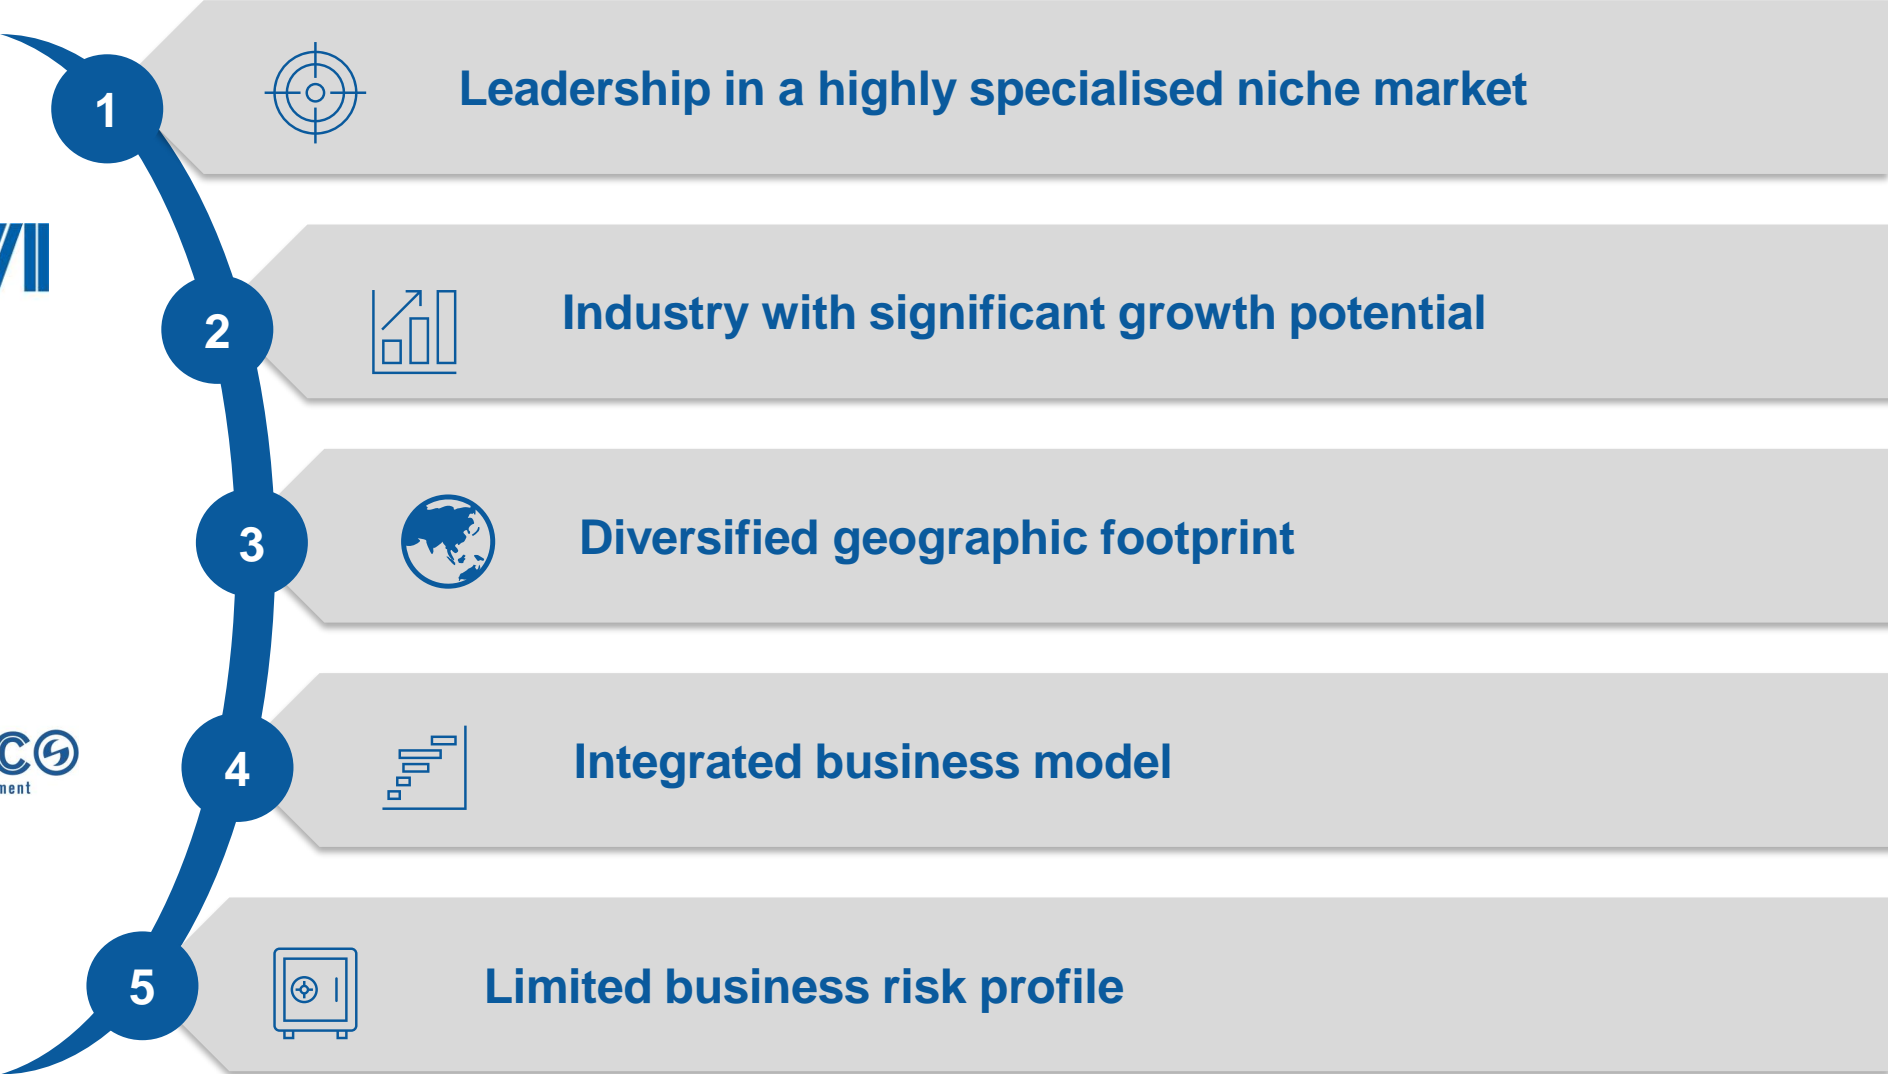 1
Leadership in a highly specialised niche market
2
Industry with significant growth potential
3
Diversified geographic footprint
4
Integrated business model
5
Limited business risk profile